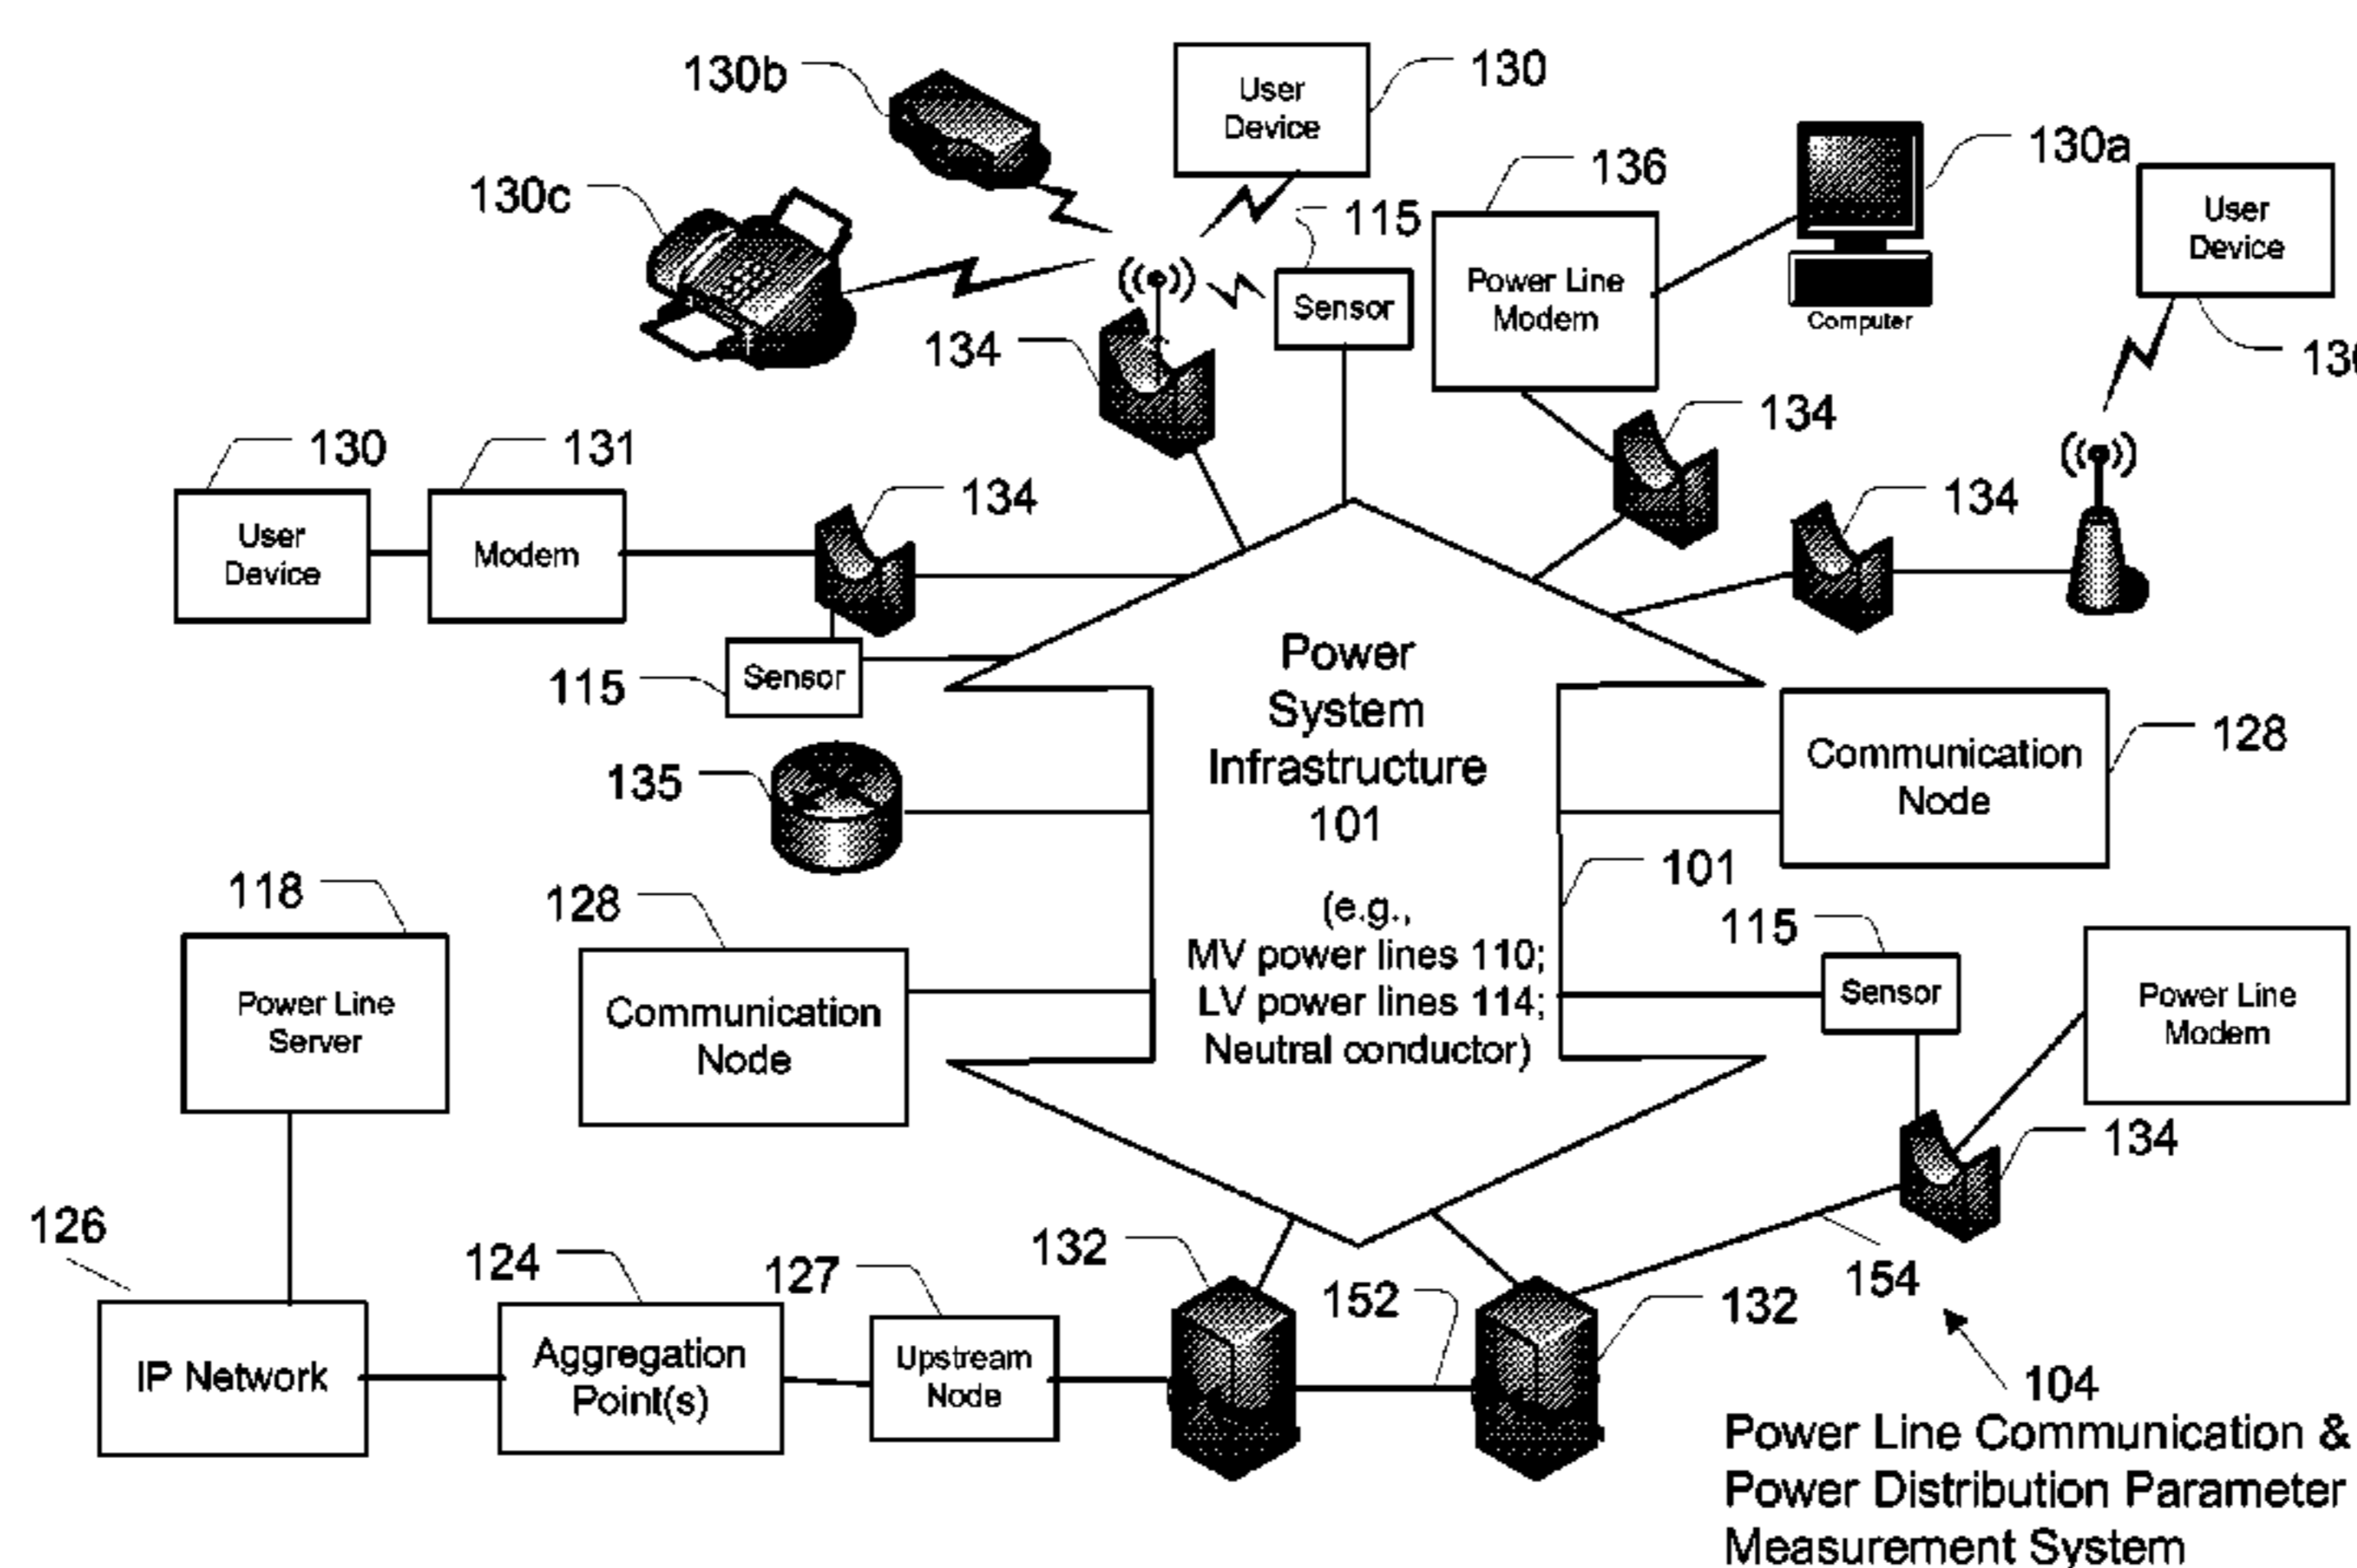 130b
User
Device
130
130c
115
136
130a
User
Device
Power Line
Modem
Sensor
Computer
134
134
130
131
134
134
User
Device
Modem
115
Sensor
Power
System
Infrastructure
101
(e.g.,
MV power lines 110;
LV power lines 114;
Neutral conductor)
135
Communication
Node
128
101
118
128
115
Power Line
Server
Communication
Node
Sensor
Power Line
Modem
134
126
124
127
132
152
154
132
IP Network
Aggregation
Point(s)
Upstream
Node
104
Power Line Communication &
Power Distribution Parameter
Measurement System